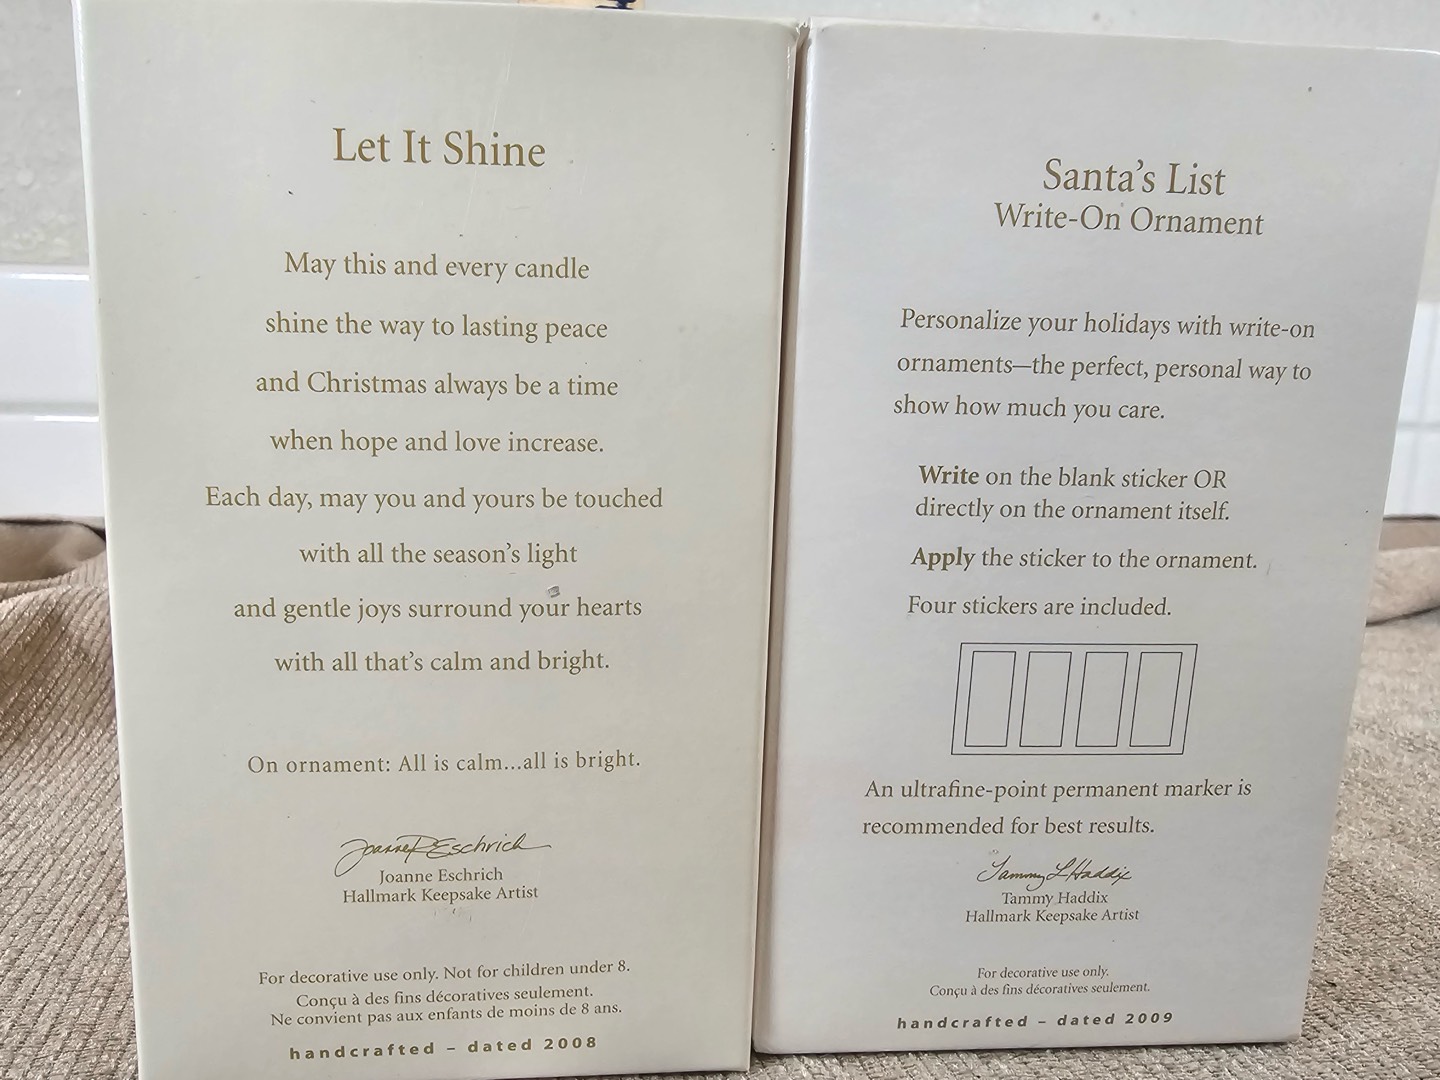 Let It Shine
May this and every candle
shine the way to lasting peace
and Christmas always be a time
when hope and love increase.
Each day, may you and yours be touched
with all the season's light
and gentle joys surround your hearts
with all that's calm and bright.
On ornament: All is calm...all is bright.
Joanne Eschrich
Joanne Eschrich
Hallmark Keepsake Artist
For decorative use only. Not for children under 8.
Conçu à des fins décoratives seulement.
Ne convient pas aux enfants de moins de 8 ans.
handcrafted – dated 2008
Santa's List
Write-On Ornament
Personalize your holidays with write-on
ornaments—the perfect, personal way to
show how much you care.
Write on the blank sticker OR
directly on the ornament itself.
Apply the sticker to the ornament.
Four stickers are included.
An ultrafine-point permanent marker is
recommended for best results.
Tammy L Haddix
Tammy Haddix
Hallmark Keepsake Artist
For decorative use only.
Conçu à des fins décoratives seulement.
handcrafted – dated 2009